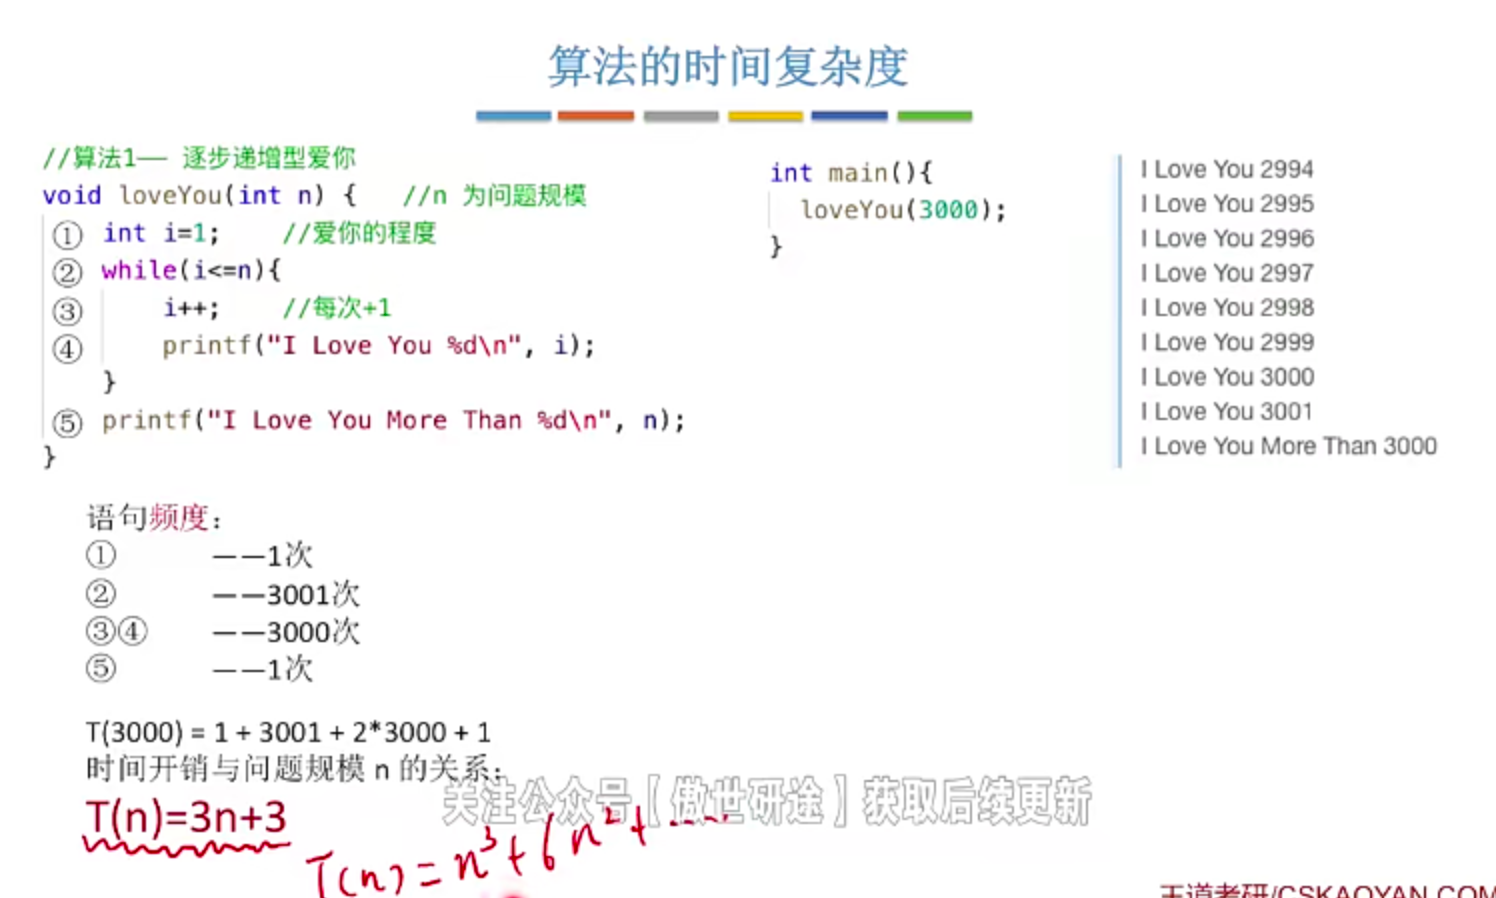 算法的时间复杂度
//算法1—— 逐步递增型爱你
void loveYou(int n) { //n 为问题规模
① int i=1; //爱你的程度
② while(i<=n){
③ i++; //每次+1
④ printf("I Love You %d\n", i);
}
⑤ printf("I Love You More Than %d\n", n);
}
int main(){
loveYou(3000);
}
I Love You 2994
I Love You 2995
I Love You 2996
I Love You 2997
I Love You 2998
I Love You 2999
I Love You 3000
I Love You 3001
I Love You More Than 3000
语句频度：
① ——1次
② ——3001次
③④ ——3000次
⑤ ——1次
T(3000) = 1 + 3001 + 2*3000 + 1
时间开销与问题规模 n 的关系：
关注公众号【傲世研途】获取后续更新
T(n)=3n+3
T(n) = n³+6n²+ ----
王道考研/CSKAOYAN.COM